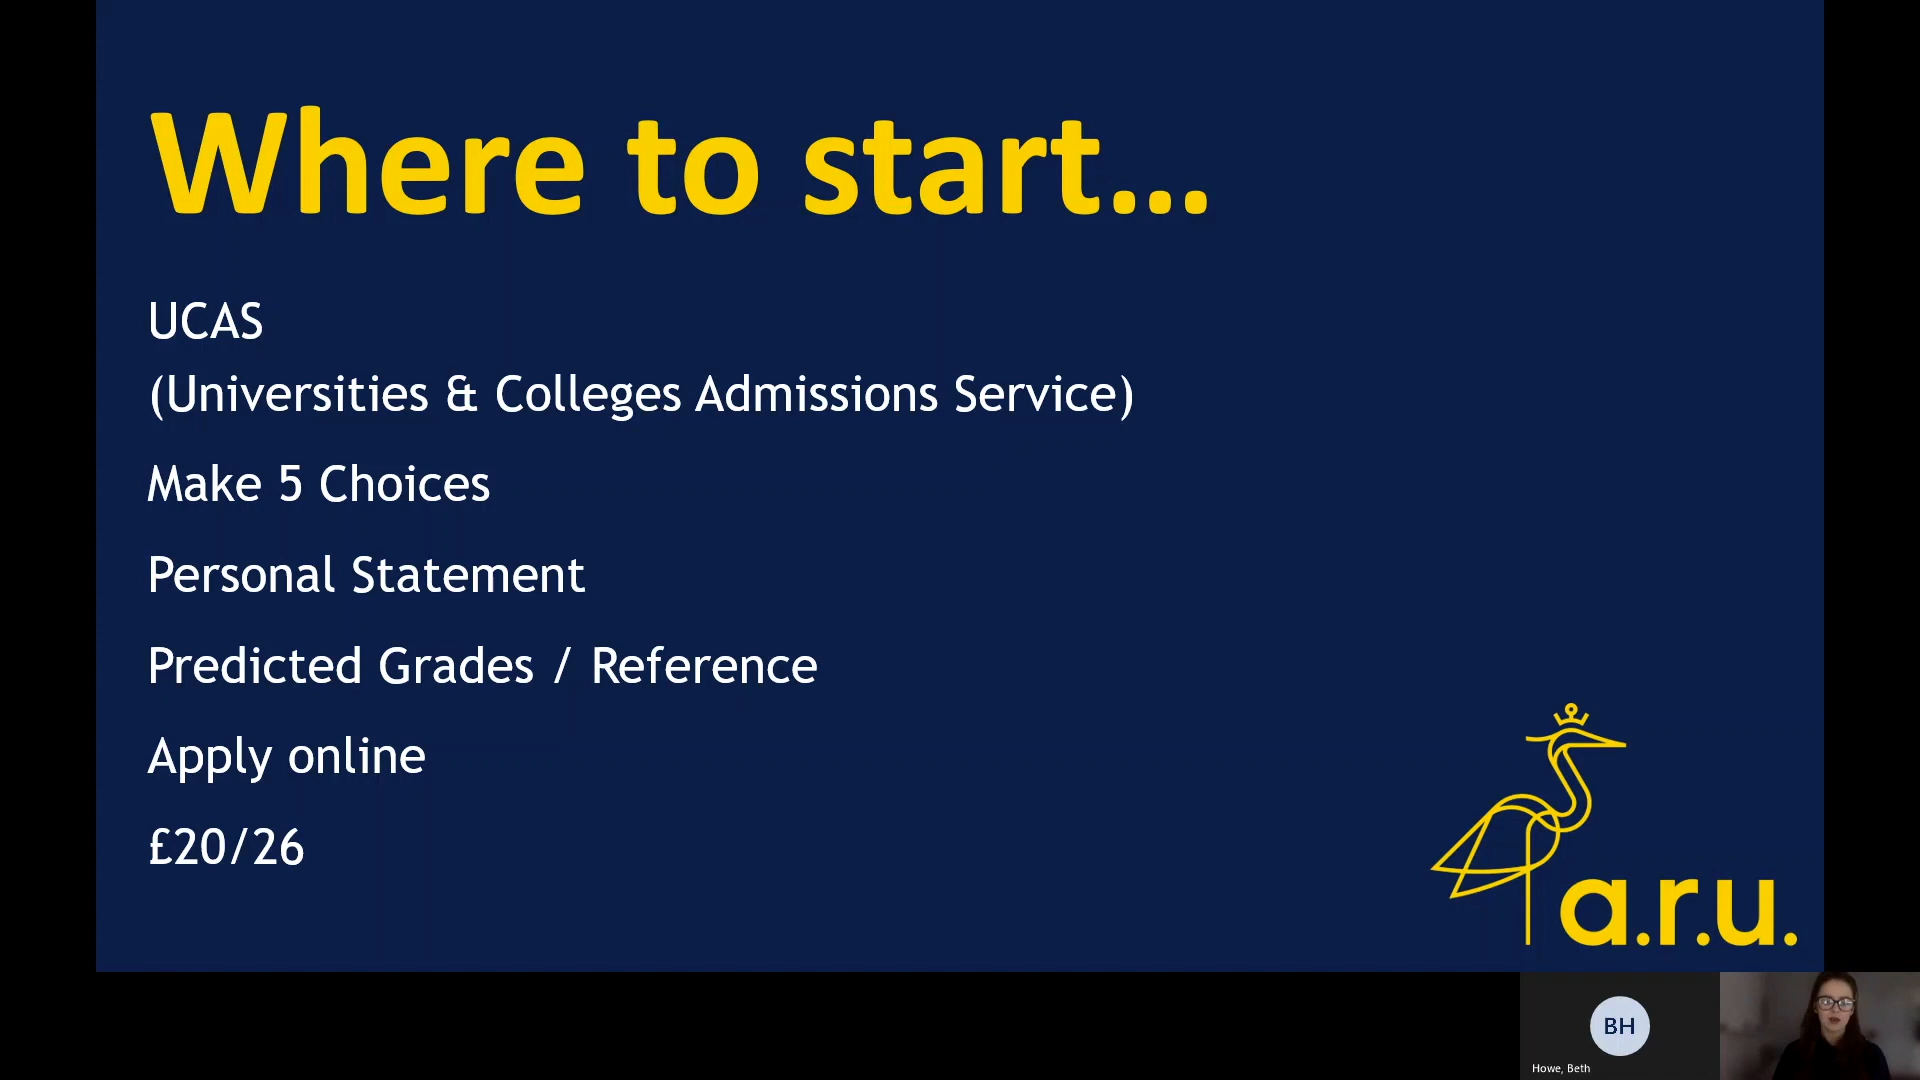 Where to start...
UCAS
(Universities & Colleges Admissions Service)
Make 5 Choices
Personal Statement
Predicted Grades / Reference
Apply online
£20/26
a.r.u.
BH
Howe, Beth